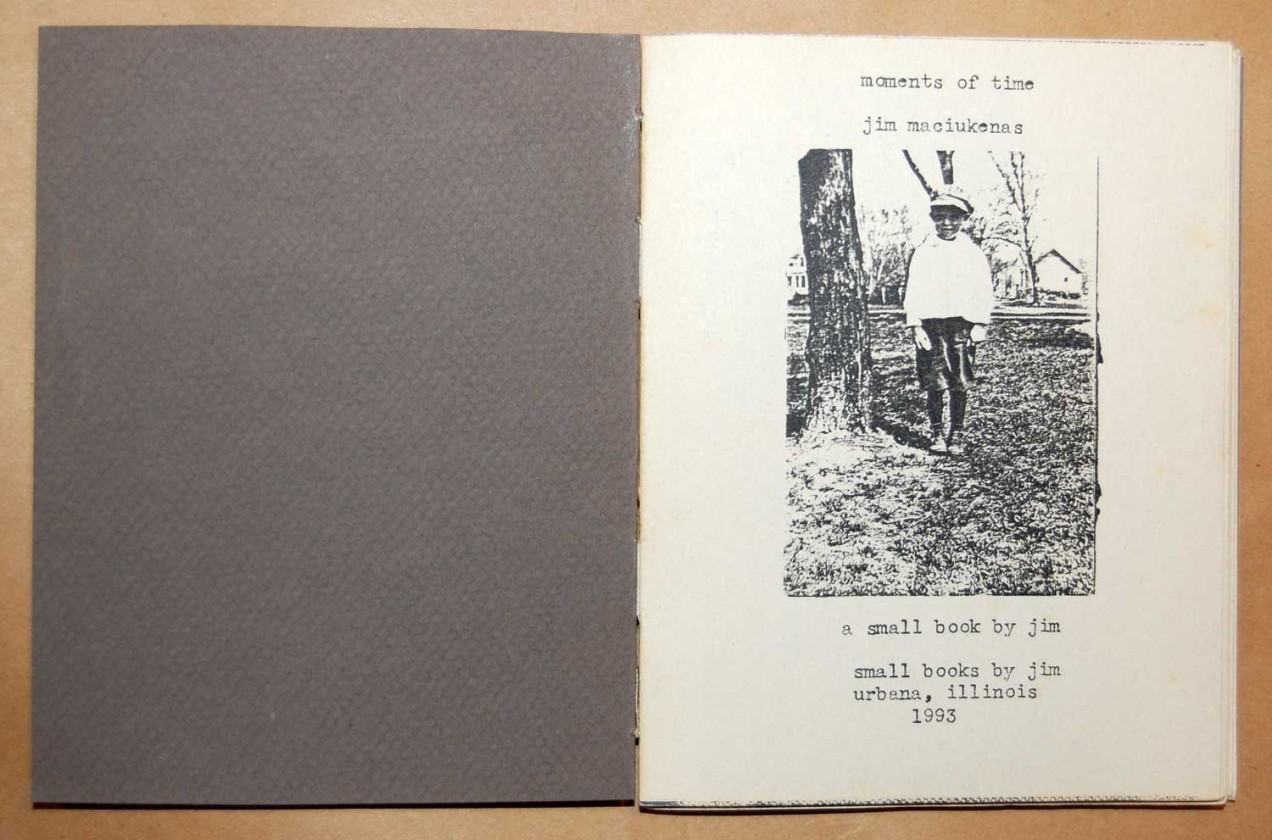 moments of time
jim maciukenas
a small book by jim
small books by jim
urbana, illinois
1993